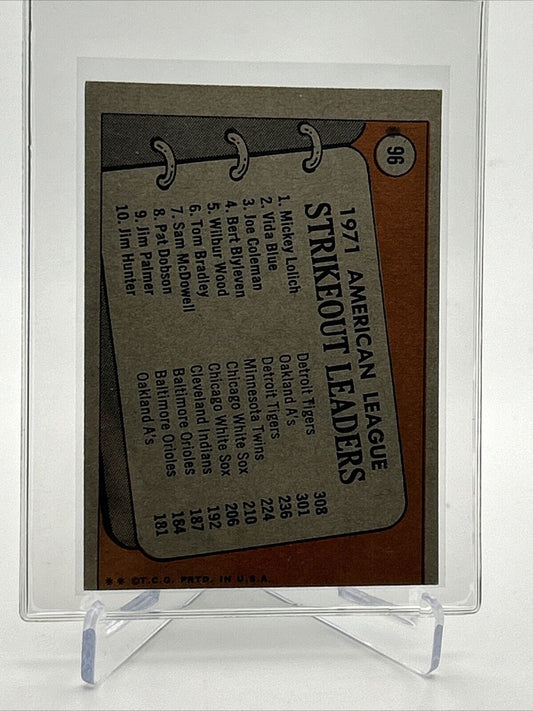 96
1971 AMERICAN LEAGUE
STRIKEOUT LEADERS
1. Mickey Lolich Detroit Tigers 308
2. Vida Blue Oakland A's 301
3. Joe Coleman Detroit Tigers 236
4. Bert Blyleven Minnesota Twins 224
5. Wilbur Wood Chicago White Sox 210
6. Tom Bradley Chicago White Sox 206
7. Sam McDowell Cleveland Indians 192
8. Pat Dobson Baltimore Orioles 187
9. Jim Palmer Baltimore Orioles 184
10. Jim Hunter Oakland A's 181
** ©T.C.G. PRTD. IN U.S.A.